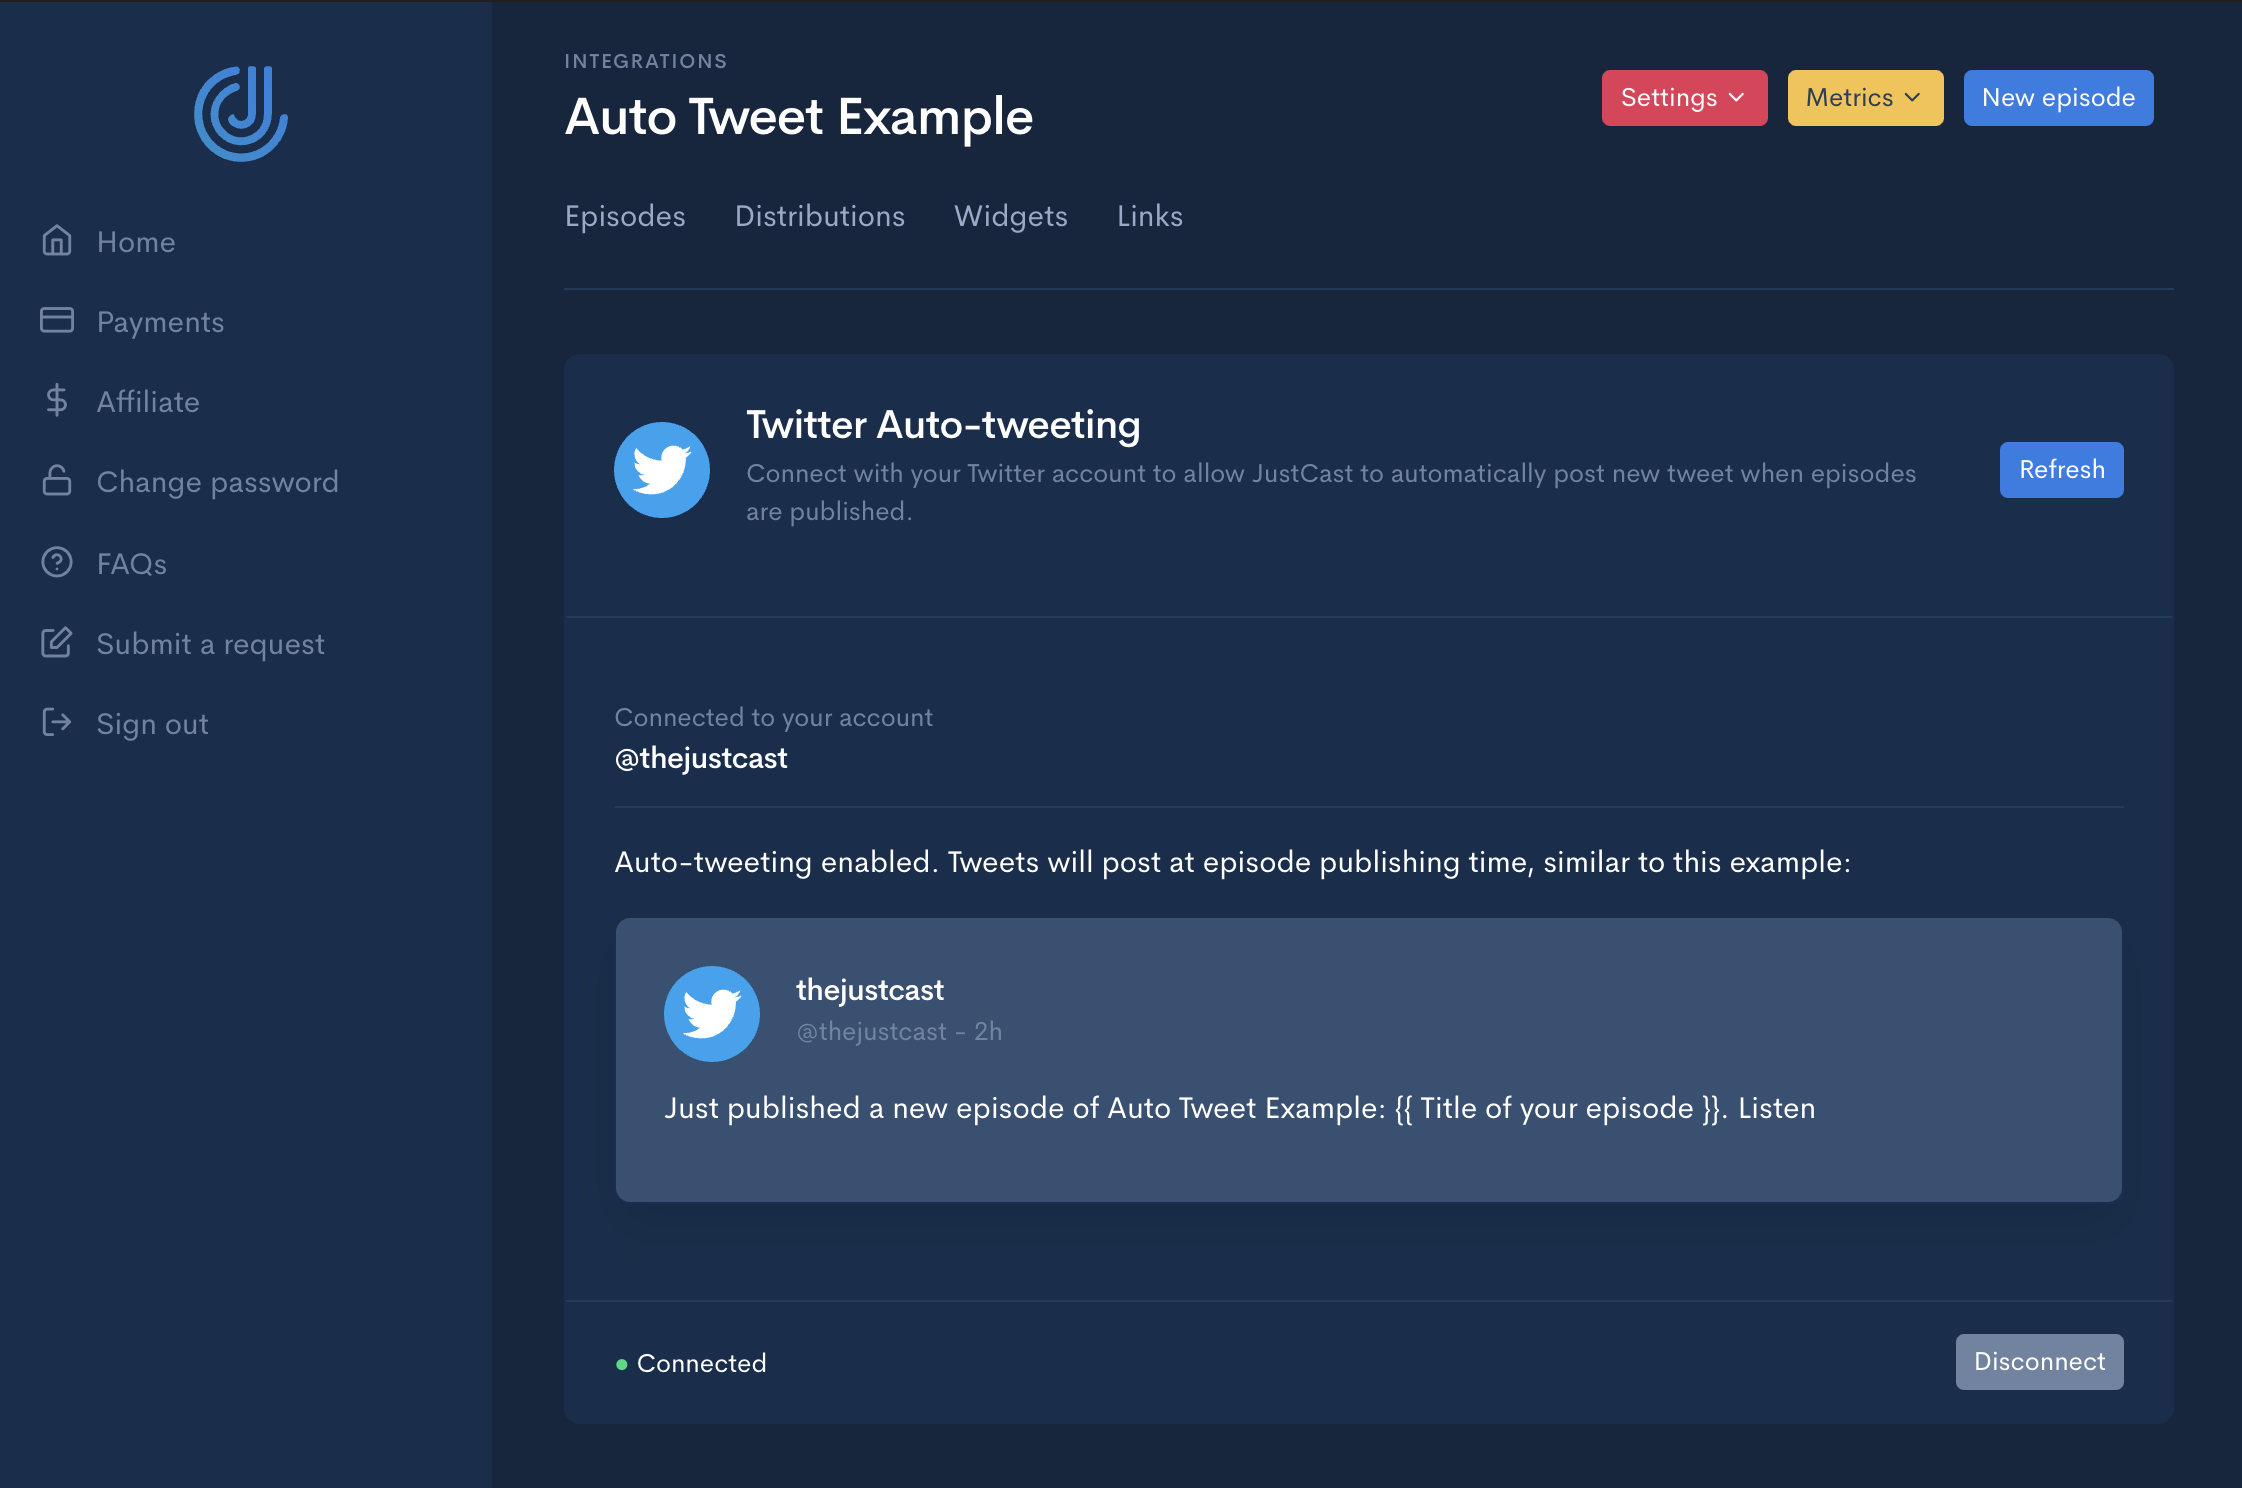 Home
Payments
Affiliate
Change password
FAQs
Submit a request
Sign out
INTEGRATIONS
Auto Tweet Example
Settings
Metrics
New episode
Episodes
Distributions
Widgets
Links
Twitter Auto-tweeting
Connect with your Twitter account to allow JustCast to automatically post new tweet when episodes
are published.
Refresh
Connected to your account
@thejustcast
Auto-tweeting enabled. Tweets will post at episode publishing time, similar to this example:
thejustcast
@thejustcast - 2h
Just published a new episode of Auto Tweet Example: {{ Title of your episode }}. Listen
Connected
Disconnect